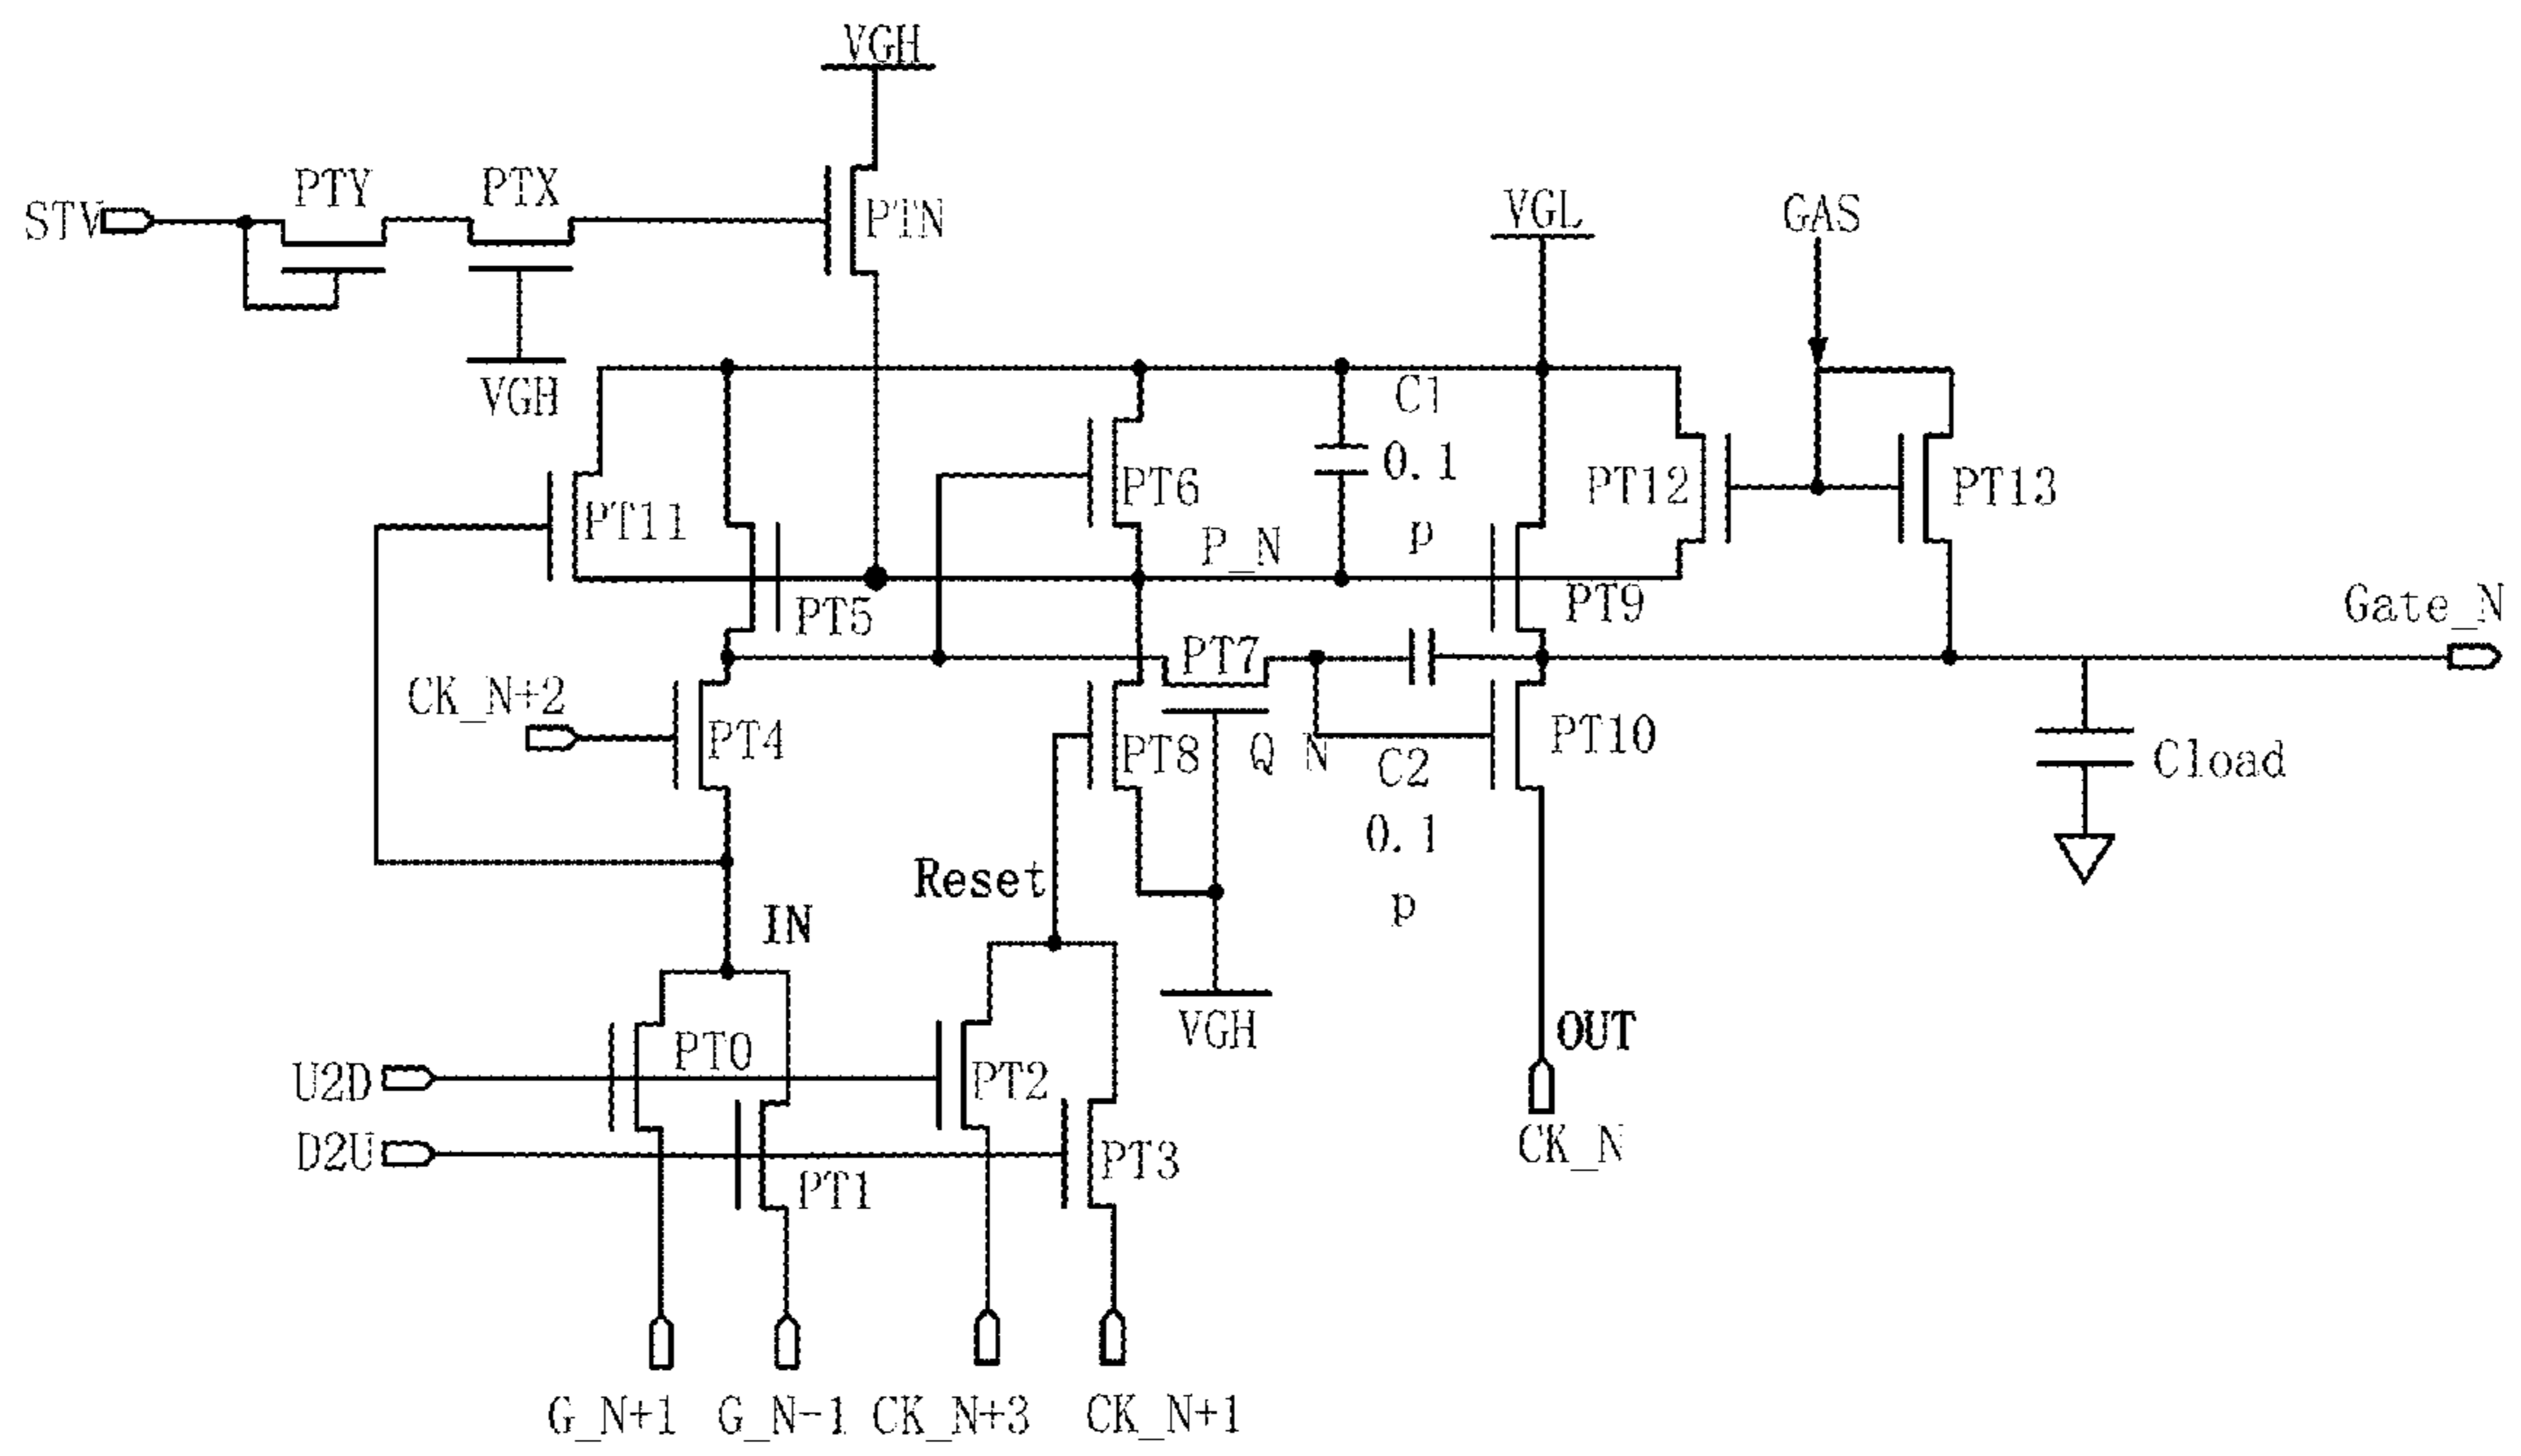 VGH
PTY
PTX
STV
PTN
VGL
GAS
VGH
C1
0.1
p
PT11
PT6
PT12
PT13
P_N
PT5
PT9
Gate_N
PT7
CK_N+2
PT4
PT8
Q_N
C2
0.1
p
PT10
Cload
Reset
IN
VGH
OUT
U2D
PT0
PT2
D2U
PT1
PT3
CK_N
G_N+1
G_N-1
CK_N+3
CK_N+1